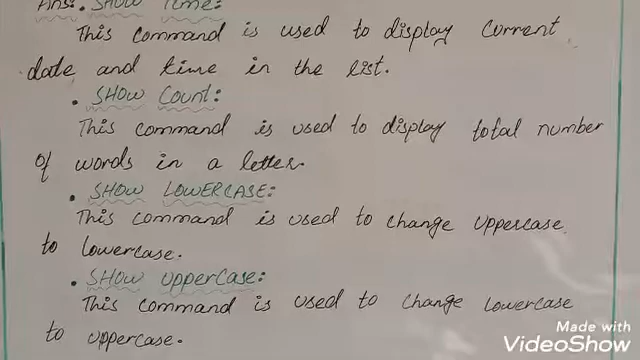 Ans: • SHOW Time:
This command is used to display current
date and time in the list.
• SHOW Count:
This command is used to display total number
of words in a letter.
• SHOW LOWERCASE:
This command is used to change uppercase
to lowercase.
• SHOW UpperCase:
This command is used to change lowercase
to uppercase.
Made with
VideoShow